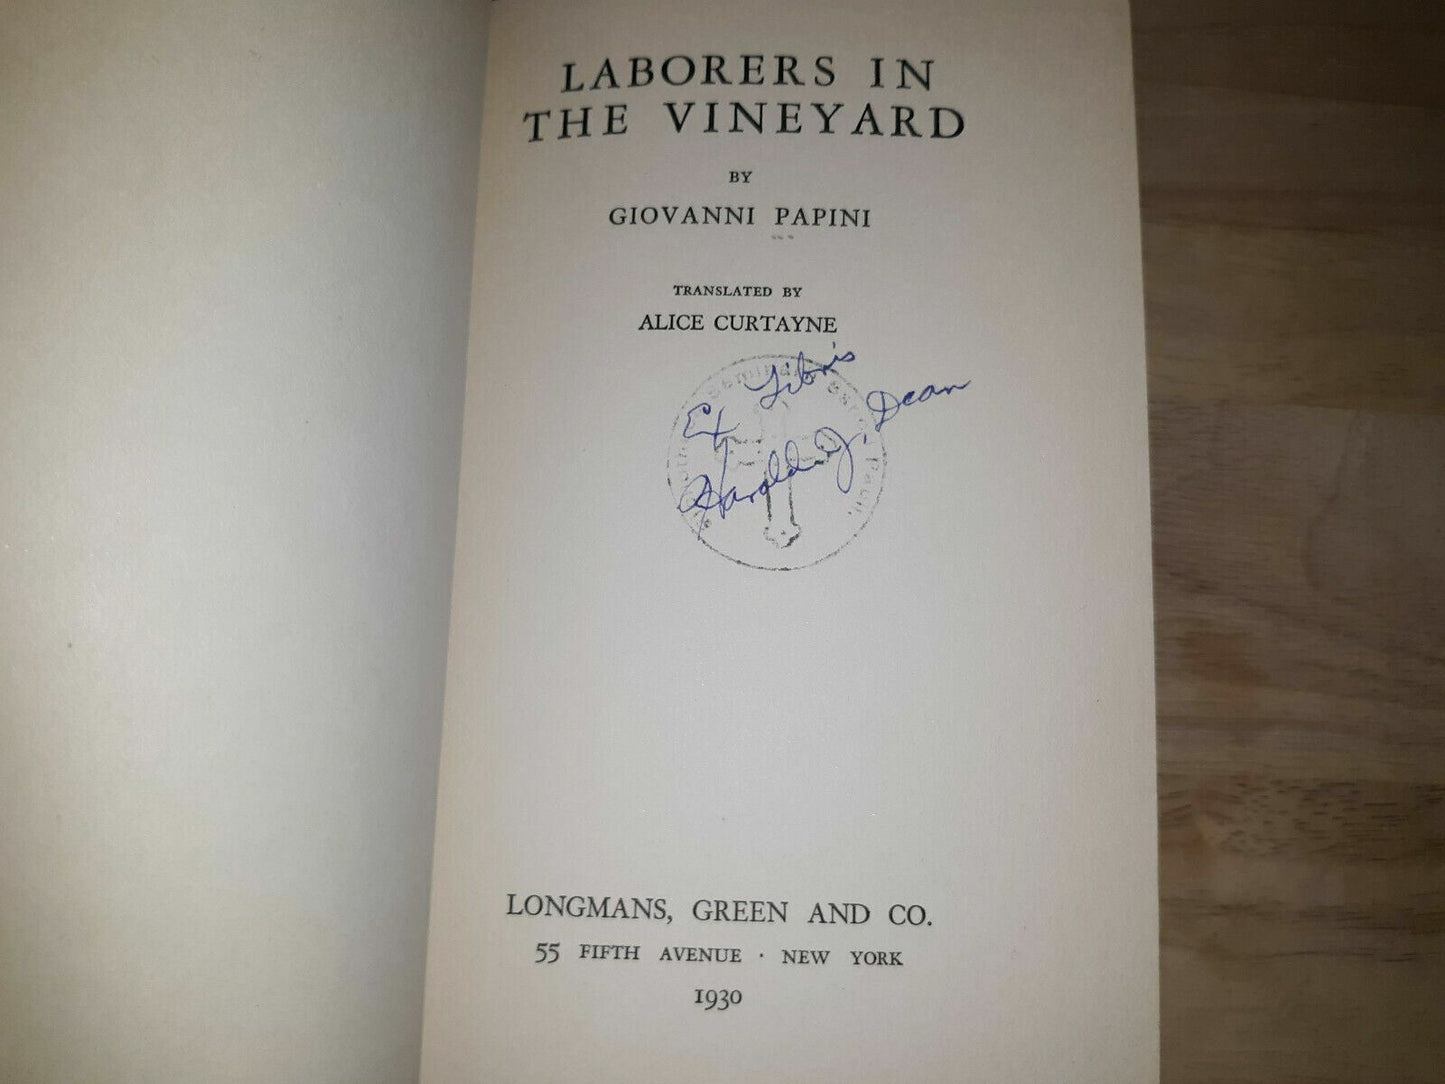 LABORERS IN
THE VINEYARD
BY
GIOVANNI PAPINI
TRANSLATED BY
ALICE CURTAYNE
Ex Libris
Harold J. Dean
LONGMANS, GREEN AND CO.
55 FIFTH AVENUE · NEW YORK
1930